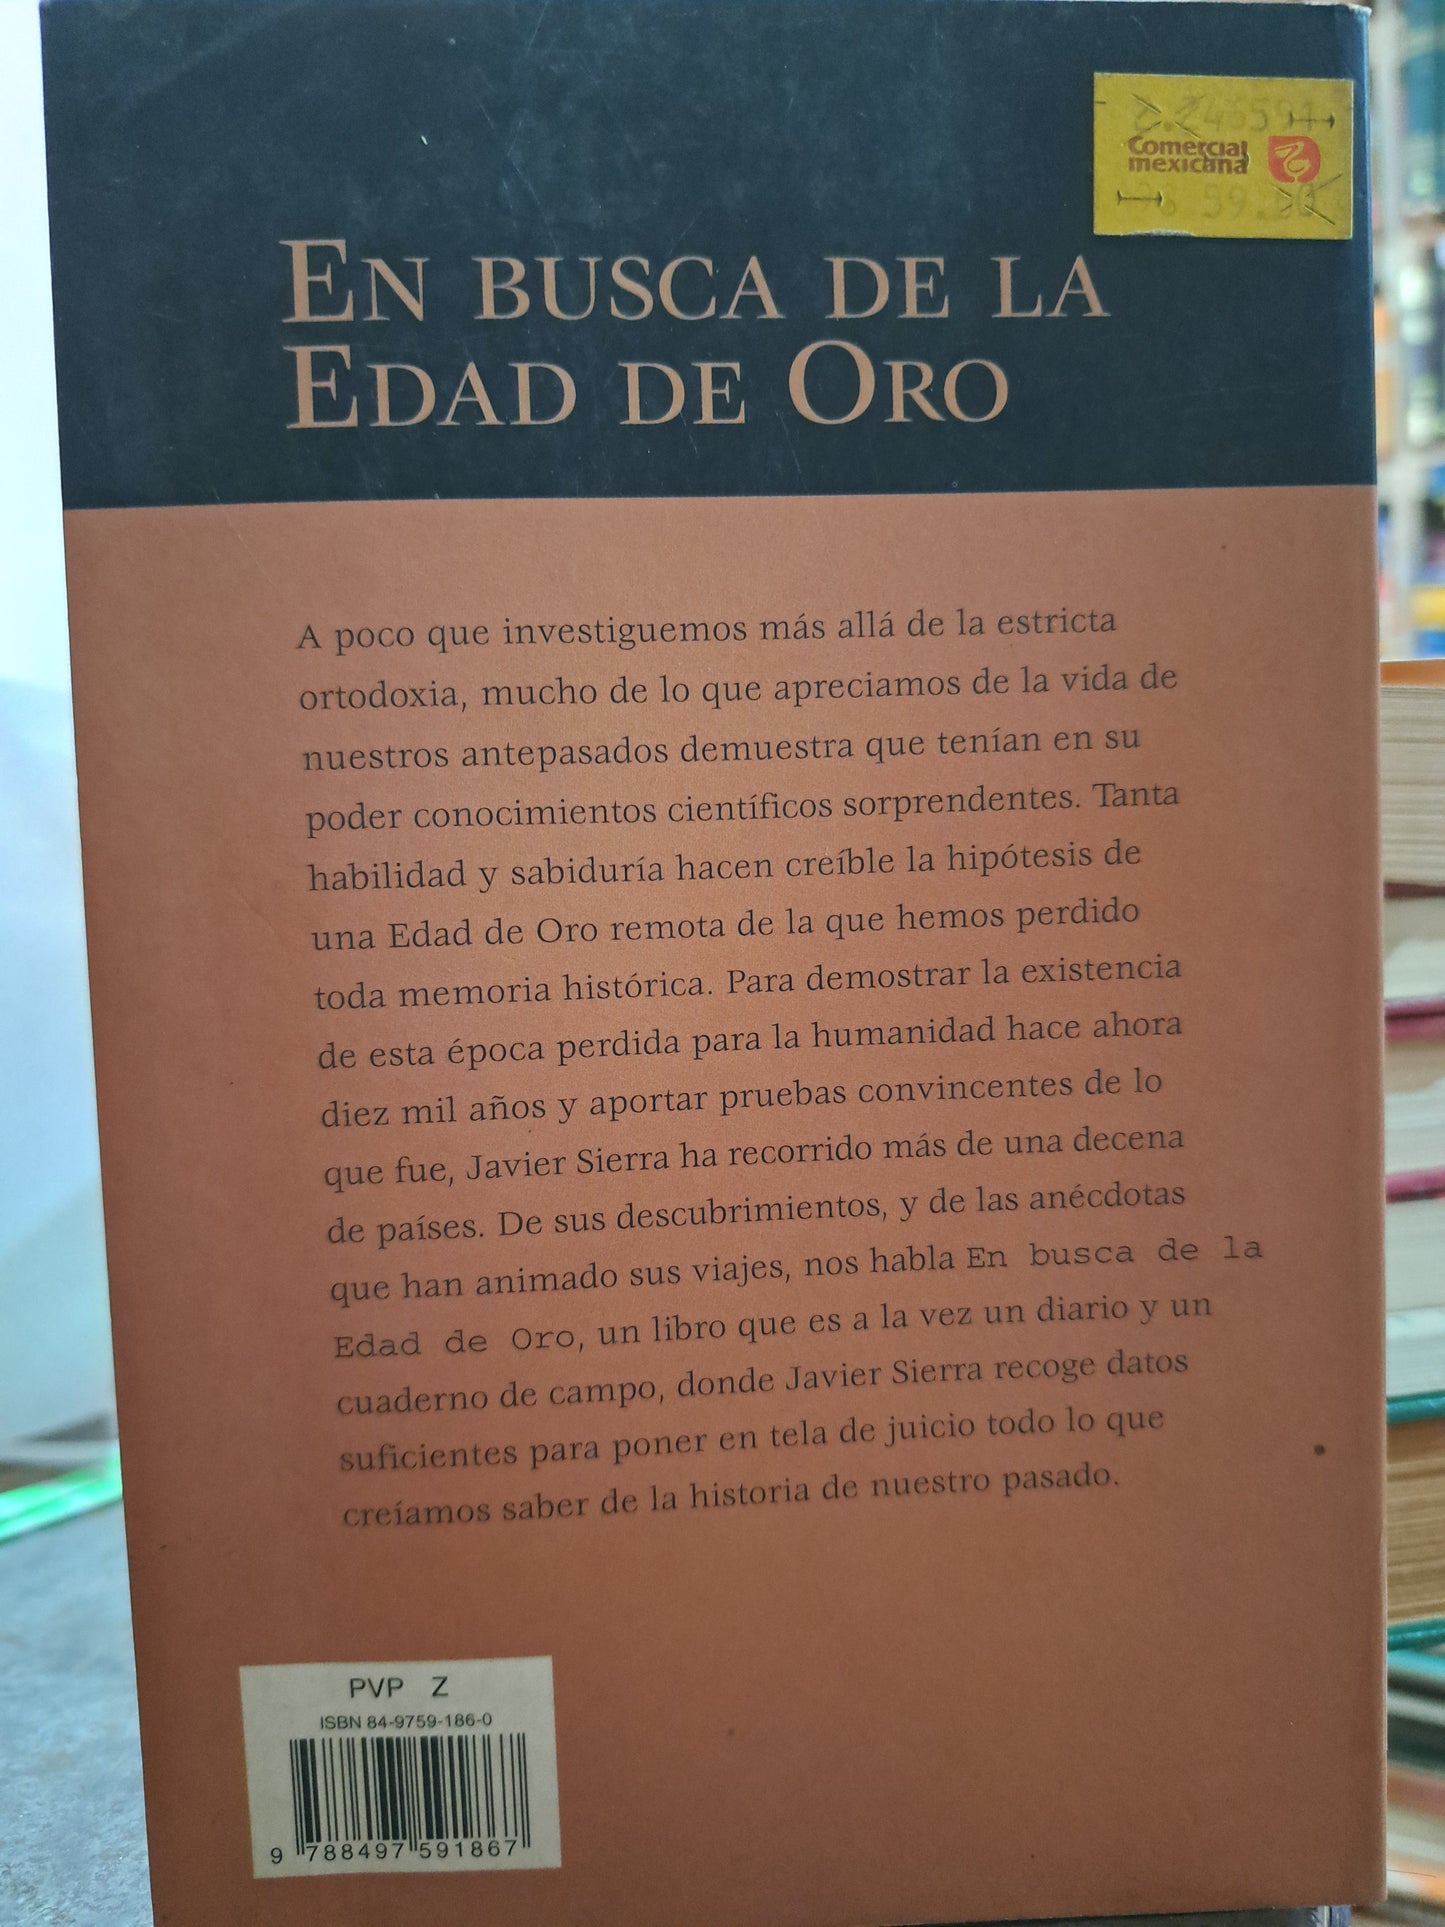 Comercial
mexicana
59.
EN BUSCA DE LA
EDAD DE ORO
A poco que investiguemos más allá de la estricta
ortodoxia, mucho de lo que apreciamos de la vida de
nuestros antepasados demuestra que tenían en su
poder conocimientos científicos sorprendentes. Tanta
habilidad y sabiduría hacen creíble la hipótesis de
una Edad de Oro remota de la que hemos perdido
toda memoria histórica. Para demostrar la existencia
de esta época perdida para la humanidad hace ahora
diez mil años y aportar pruebas convincentes de lo
que fue, Javier Sierra ha recorrido más de una decena
de países. De sus descubrimientos, y de las anécdotas
que han animado sus viajes, nos habla En busca de la
Edad de Oro, un libro que es a la vez un diario y un
cuaderno de campo, donde Javier Sierra recoge datos
suficientes para poner en tela de juicio todo lo que
creíamos saber de la historia de nuestro pasado.
PVP Z
ISBN 84-9759-186-0
9 788497 591867